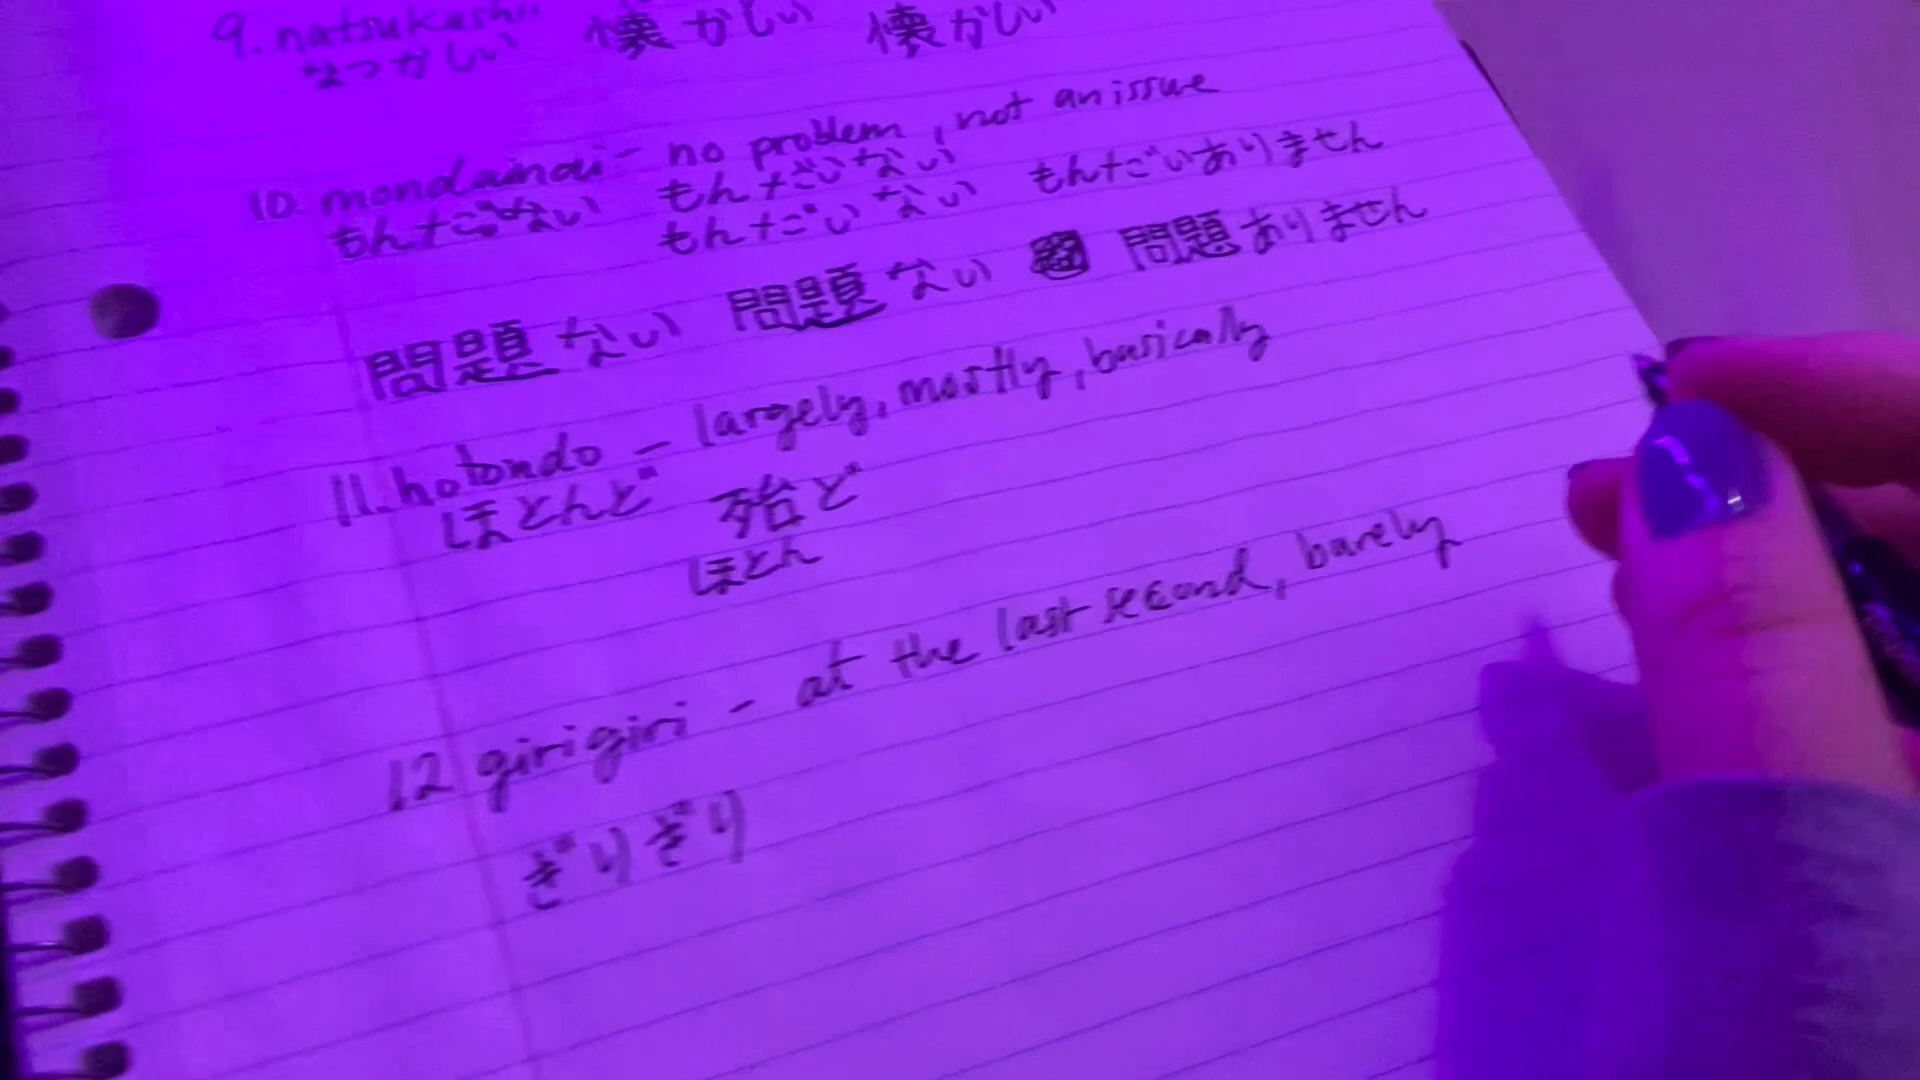 9. natsukashii 懐かしい 懐かしい
なつかしい
10. mondainai - no problem, not an issue
もんだいない もんだいない もんだいありません
もんだいない
問題ない 問題ない 問題ありません
11. hotondo - largely, mostly, basically
ほとんど 殆ど
ほとん
12 girigiri - at the last second, barely
ぎりぎり